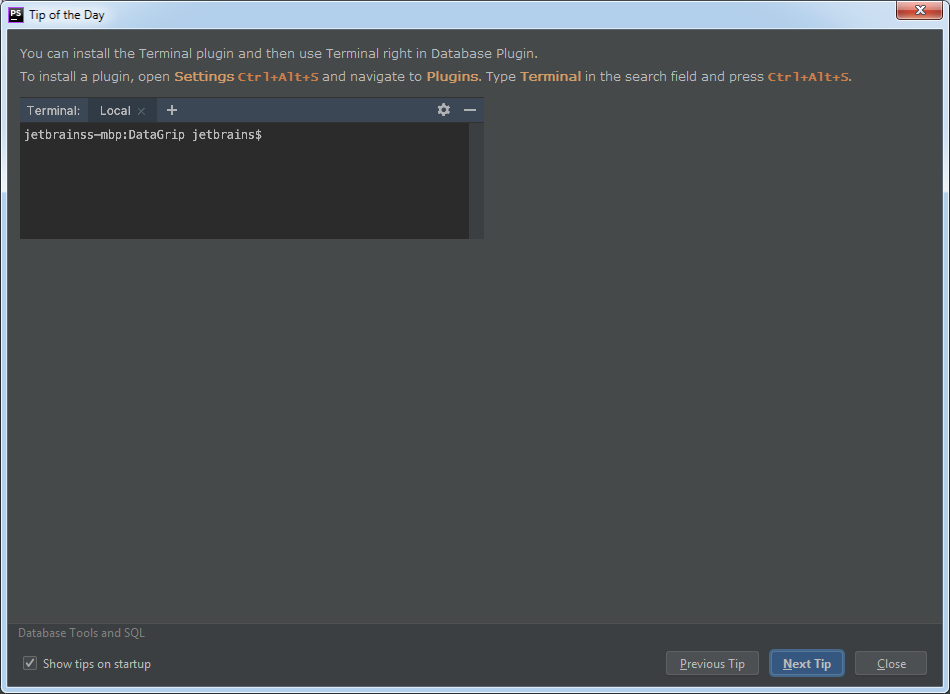 PS Tip of the Day
You can install the Terminal plugin and then use Terminal right in Database Plugin.
To install a plugin, open Settings Ctrl+Alt+S and navigate to Plugins. Type Terminal in the search field and press Ctrl+Alt+S.
Terminal: Local
jetbrainss-mbp:DataGrip jetbrains$
Database Tools and SQL
Show tips on startup
Previous Tip Next Tip Close